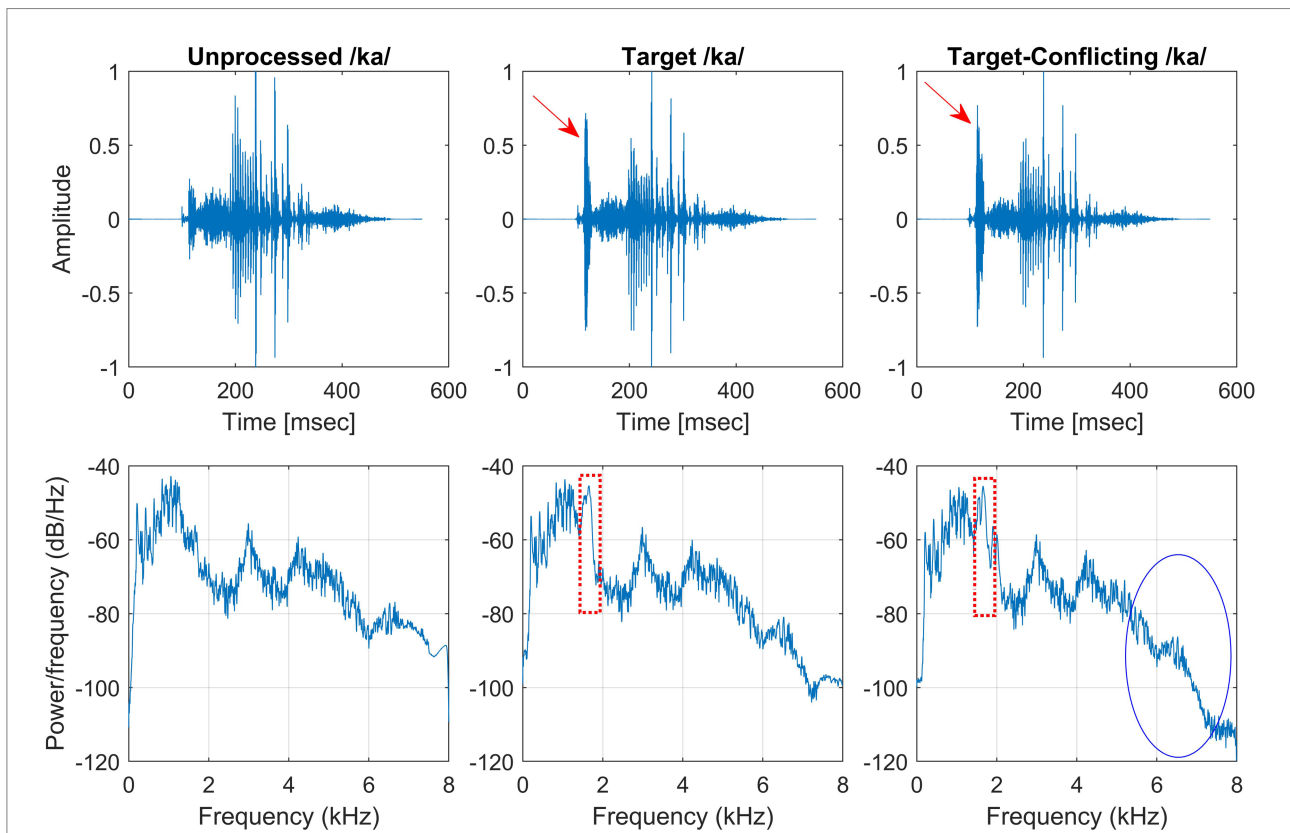 Unprocessed /ka/
Target /ka/
Target-Conflicting /ka/
Amplitude
1
0.5
0
-0.5
-1
0 200 400 600
Time [msec]
1
0.5
0
-0.5
-1
0 200 400 600
Time [msec]
1
0.5
0
-0.5
-1
0 200 400 600
Time [msec]
Power/frequency (dB/Hz)
-40
-60
-80
-100
-120
0 2 4 6 8
Frequency (kHz)
-40
-60
-80
-100
-120
0 2 4 6 8
Frequency (kHz)
-40
-60
-80
-100
-120
0 2 4 6 8
Frequency (kHz)